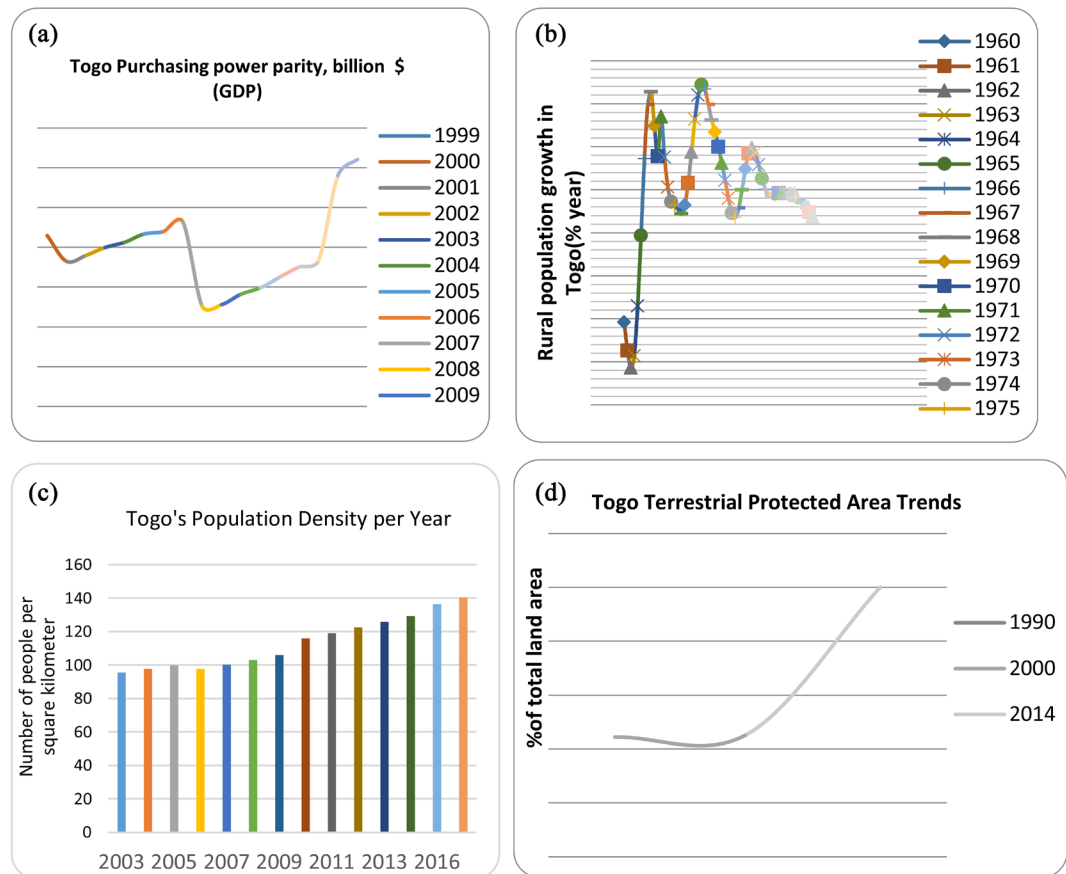 (a)
Togo Purchasing power parity, billion $
(GDP)
1999
2000
2001
2002
2003
2004
2005
2006
2007
2008
2009
(b)
Rural population growth in
Togo(% year)
1960
1961
1962
1963
1964
1965
1966
1967
1968
1969
1970
1971
1972
1973
1974
1975
(c)
Togo's Population Density per Year
Number of people per
square kilometer
160
140
120
100
80
60
40
20
0
2003 2005 2007 2009 2011 2013 2016
(d)
Togo Terrestrial Protected Area Trends
%of total land area
1990
2000
2014